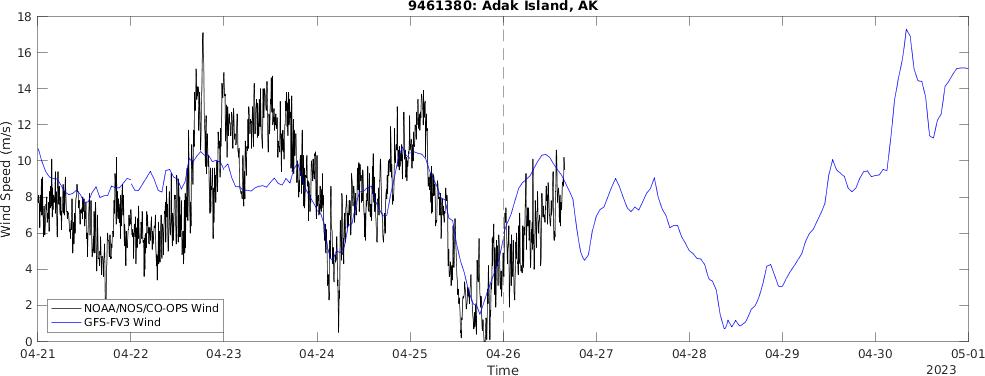 9461380: Adak Island, AK
Wind Speed (m/s)
18
16
14
12
10
8
6
4
2
0
NOAA/NOS/CO-OPS Wind
GFS-FV3 Wind
04-21 04-22 04-23 04-24 04-25 04-26 04-27 04-28 04-29 04-30 05-01
Time
2023